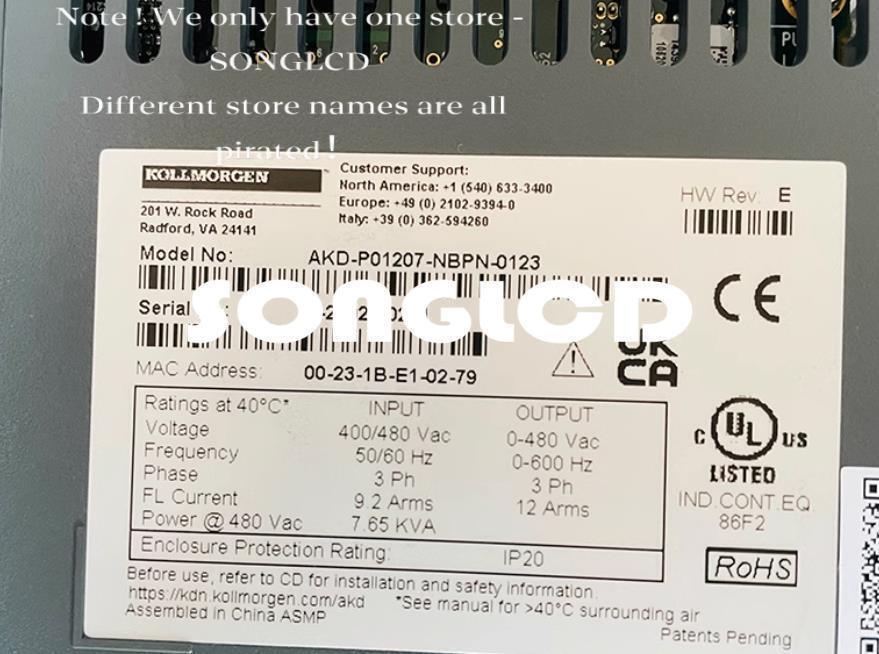 Note ! We only have one store -
SONGLCD
Different store names are all
pirated !
KOLLMORGEN
201 W. Rock Road
Radford, VA 24141
Customer Support:
North America: +1 (540) 633-3400
Europe: +49 (0) 2102-9394-0
Italy: +39 (0) 362-594260
HW Rev: E
Model No: AKD-P01207-NBPN-0123
Serial
SONGLCD
MAC Address: 00-23-1B-E1-02-79
CE
UK
CA
Ratings at 40°C* INPUT OUTPUT
Voltage 400/480 Vac 0-480 Vac
Frequency 50/60 Hz 0-600 Hz
Phase 3 Ph 3 Ph
FL Current 9.2 Arms 12 Arms
Power @ 480 Vac 7.65 KVA
Enclosure Protection Rating: IP20
C UL US
LISTED
IND.CONT.EQ.
86F2
RoHS
Before use, refer to CD for installation and safety information.
https://kdn.kollmorgen.com/akd *See manual for >40°C surrounding air
Assembled in China ASMP
Patents Pending